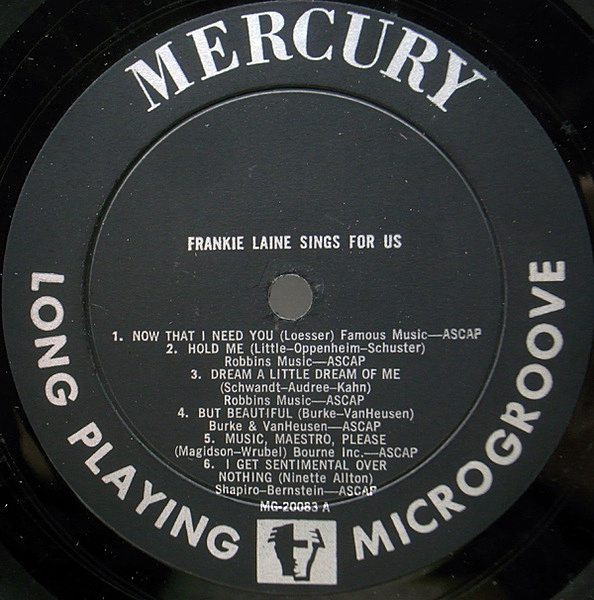 MERCURY
FRANKIE LAINE SINGS FOR US
1. NOW THAT I NEED YOU (Loesser) Famous Music—ASCAP
2. HOLD ME (Little-Oppenheim-Schuster)
Robbins Music—ASCAP
3. DREAM A LITTLE DREAM OF ME
(Schwandt-Audree-Kahn)
Robbins Music—ASCAP
4. BUT BEAUTIFUL (Burke-VanHeusen)
Burke & VanHeusen—ASCAP
5. MUSIC, MAESTRO, PLEASE
(Magidson-Wrubel) Bourne Inc.—ASCAP
6. I GET SENTIMENTAL OVER
NOTHING (Ninette Allton)
Shapiro-Bernstein—ASCAP
MG-20083 A
LONG PLAYING MICROGROOVE